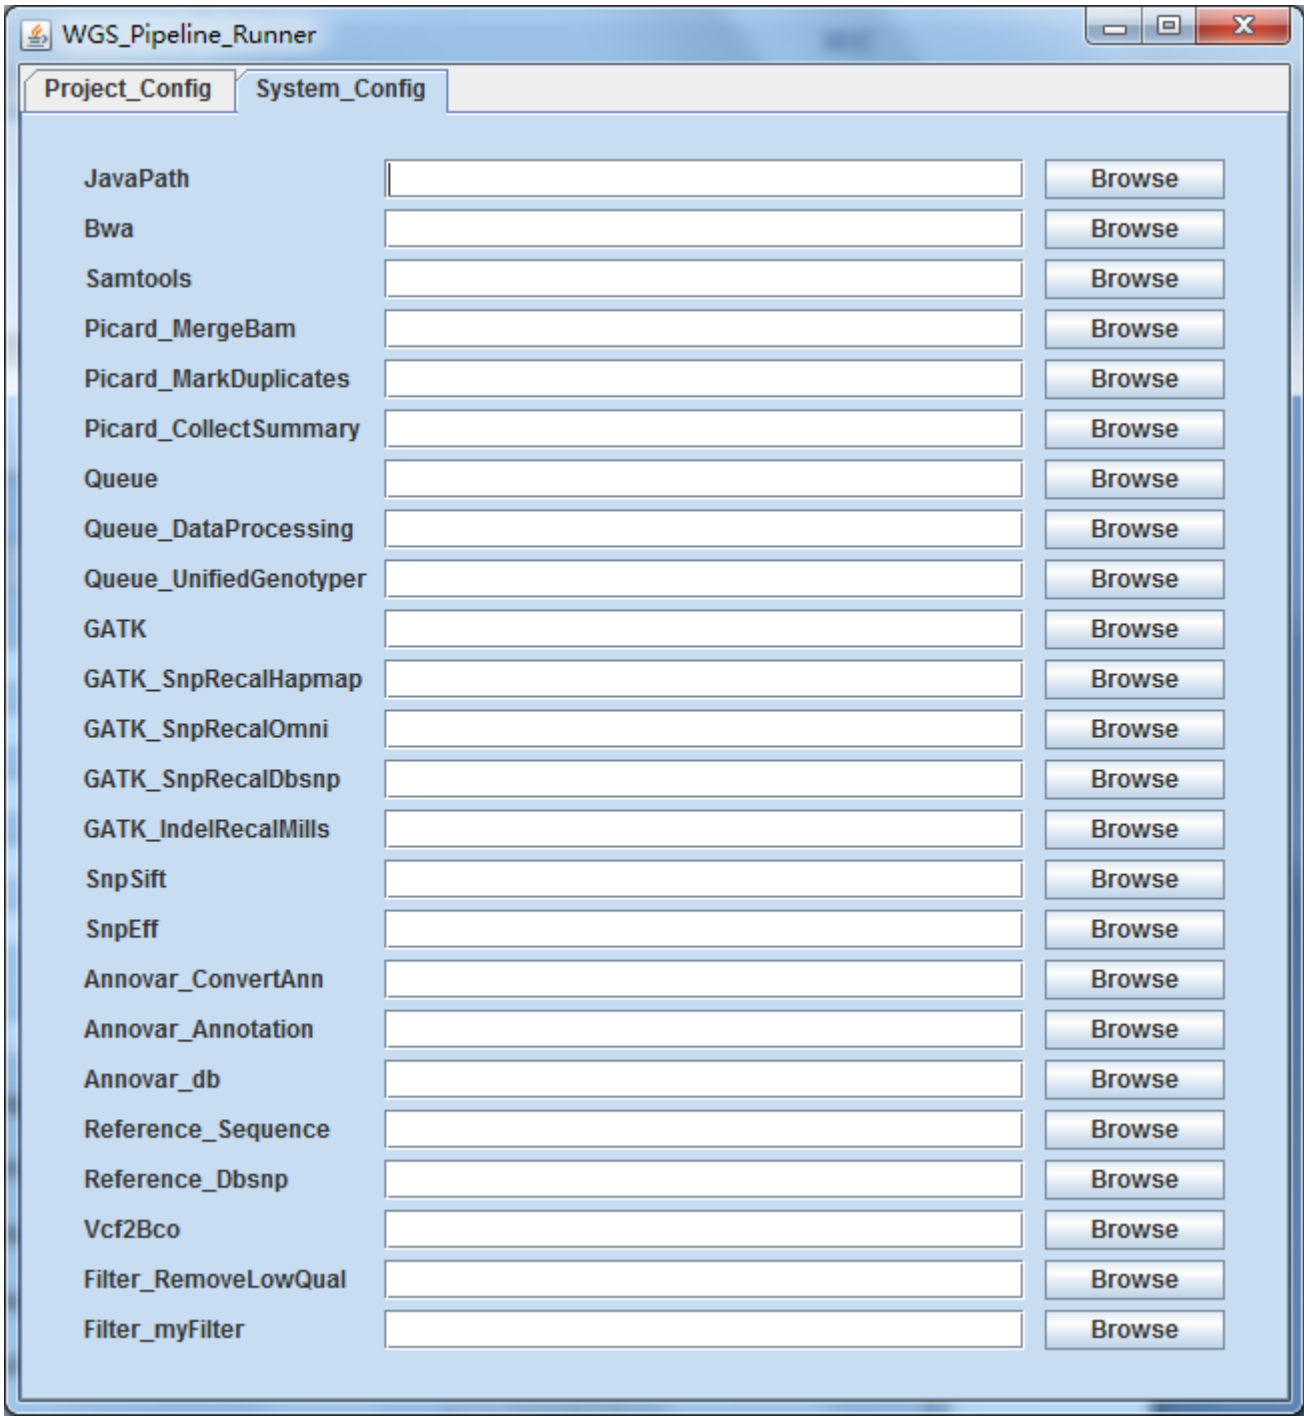 WGS_Pipeline_Runner
Project_Config System_Config
JavaPath Browse
Bwa Browse
Samtools Browse
Picard_MergeBam Browse
Picard_MarkDuplicates Browse
Picard_CollectSummary Browse
Queue Browse
Queue_DataProcessing Browse
Queue_UnifiedGenotyper Browse
GATK Browse
GATK_SnpRecalHapmap Browse
GATK_SnpRecalOmni Browse
GATK_SnpRecalDbsnp Browse
GATK_IndelRecalMills Browse
SnpSift Browse
SnpEff Browse
Annovar_ConvertAnn Browse
Annovar_Annotation Browse
Annovar_db Browse
Reference_Sequence Browse
Reference_Dbsnp Browse
Vcf2Bco Browse
Filter_RemoveLowQual Browse
Filter_myFilter Browse